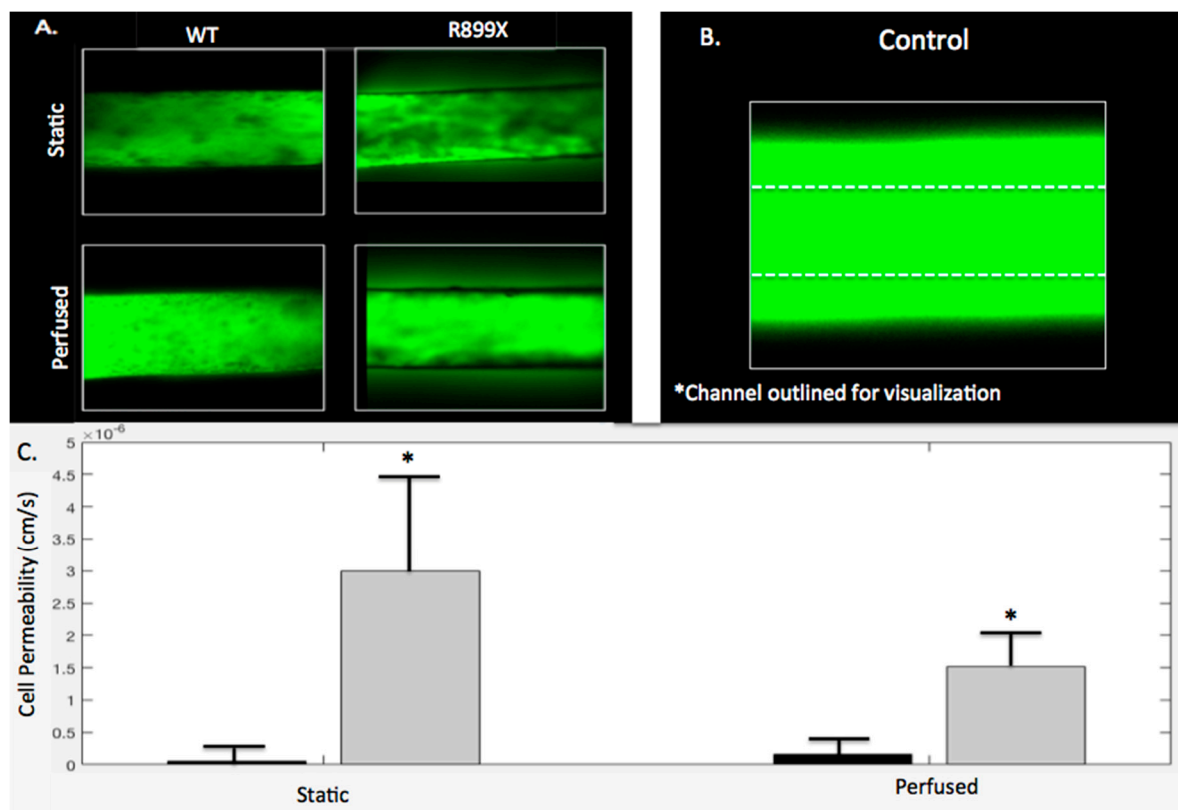 A.
WT
R899X
Static
Perfused
B.
Control
*Channel outlined for visualization
C.
×10⁻⁶
Cell Permeability (cm/s)
5
4.5
4
3.5
3
2.5
2
1.5
1
0.5
0
*
*
Static
Perfused